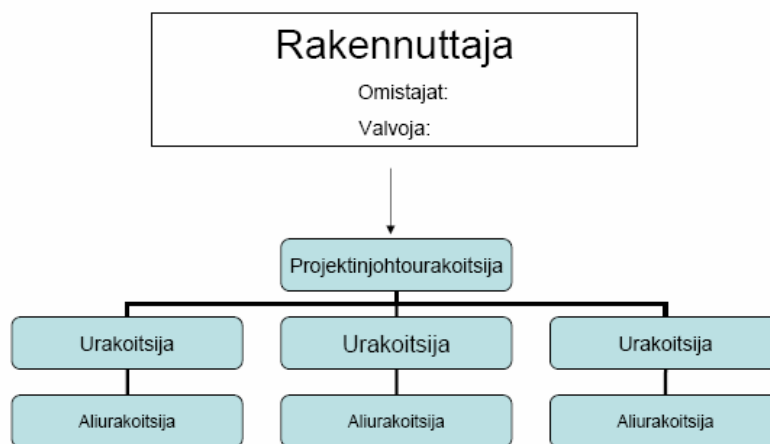 Rakennuttaja
Omistajat:
Valvoja:
Projektinjohtourakoitsija
Urakoitsija
Urakoitsija
Urakoitsija
Aliurakoitsija
Aliurakoitsija
Aliurakoitsija